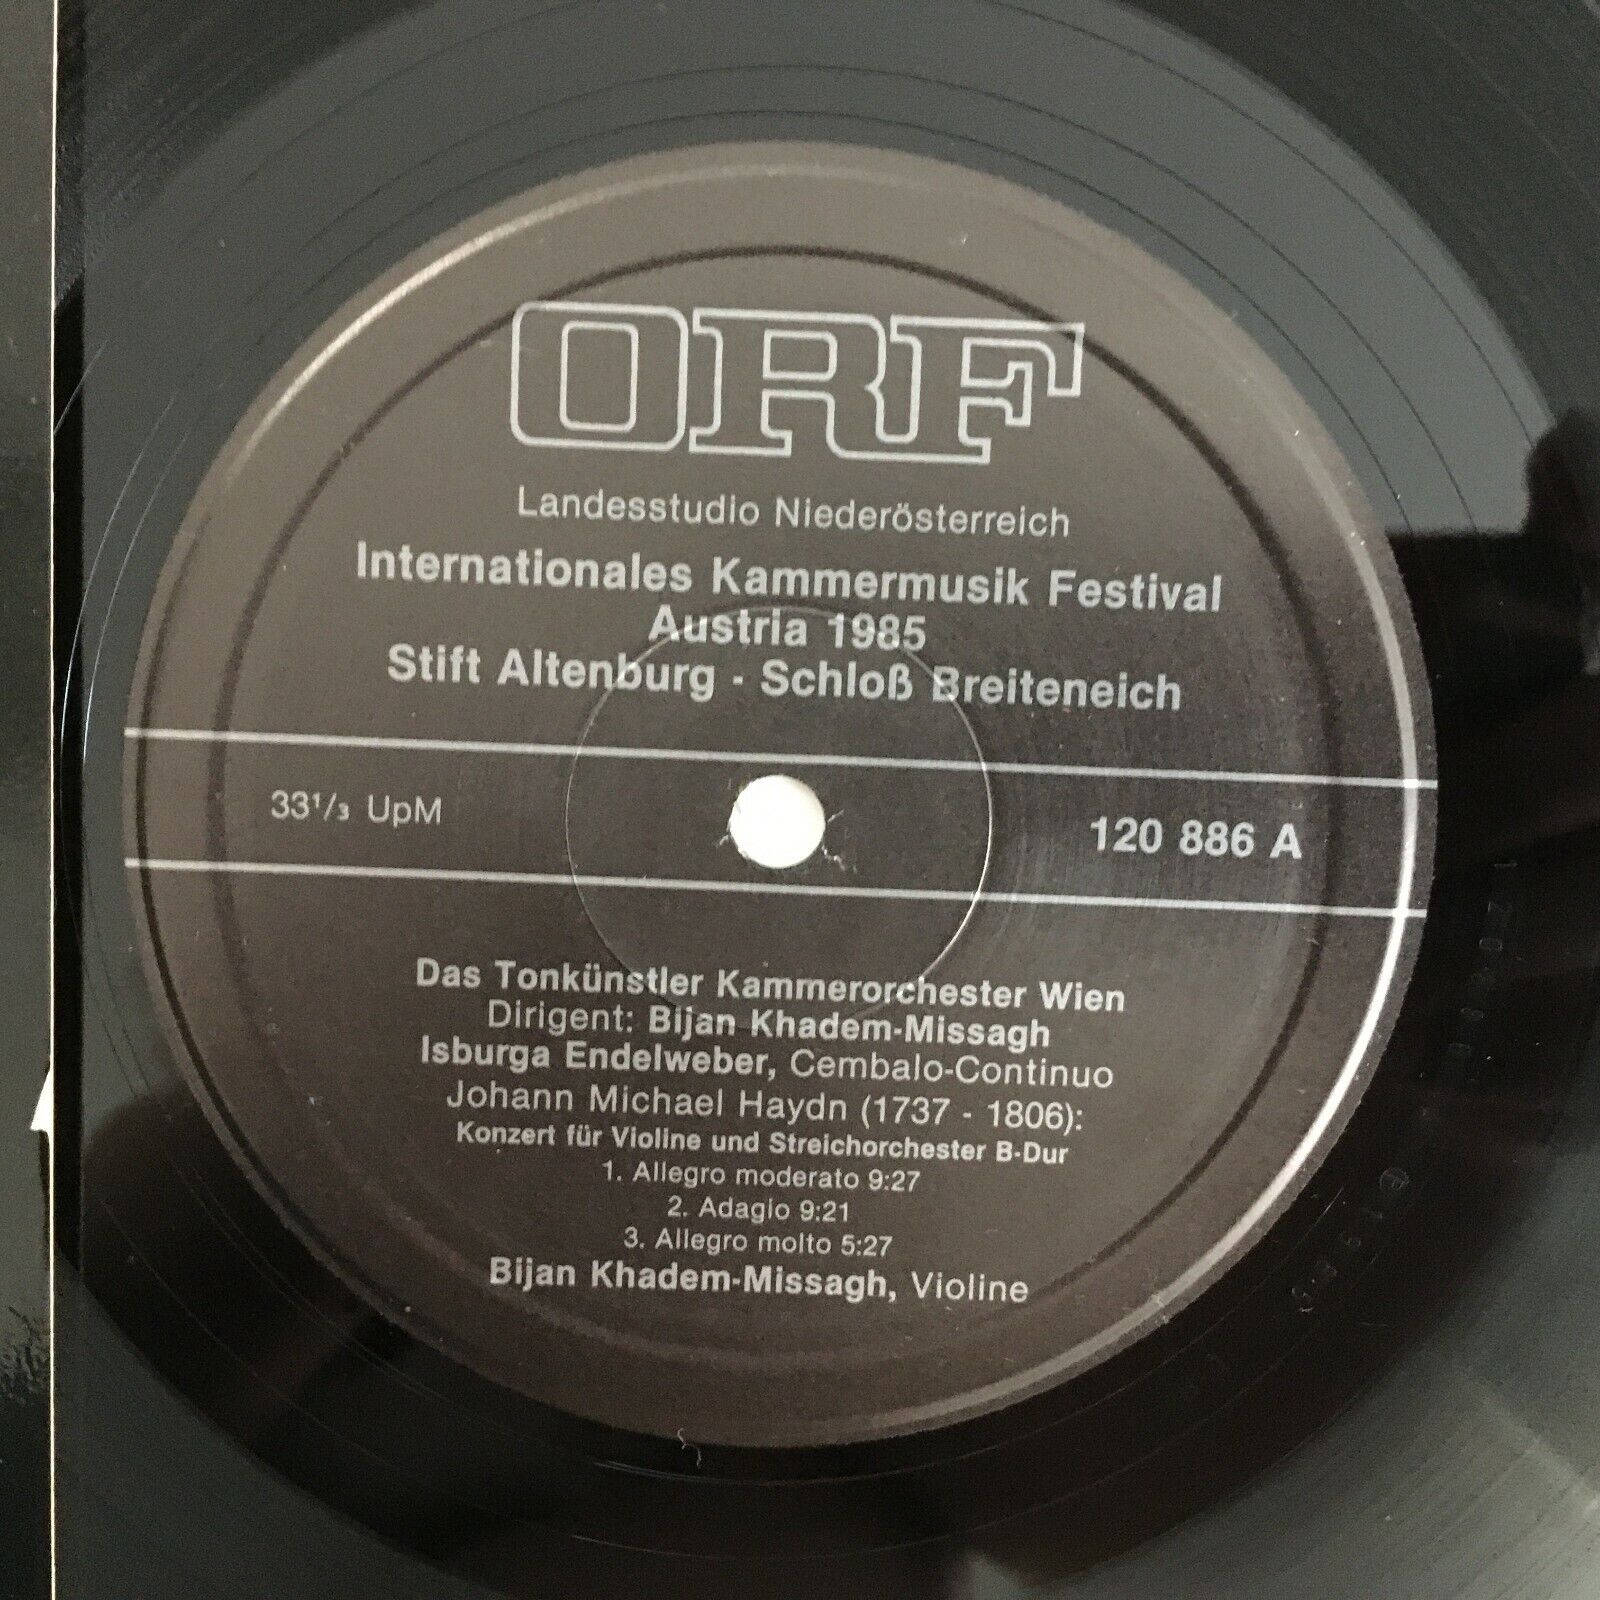 ORF
Landesstudio Niederösterreich
Internationales Kammermusik Festival
Austria 1985
Stift Altenburg - Schloß Breiteneich
33¹/₃ UpM
120 886 A
Das Tonkünstler Kammerorchester Wien
Dirigent: Bijan Khadem-Missagh
Isburga Endelweber, Cembalo-Continuo
Johann Michael Haydn (1737 - 1806):
Konzert für Violine und Streichorchester B-Dur
1. Allegro moderato 9:27
2. Adagio 9:21
3. Allegro molto 5:27
Bijan Khadem-Missagh, Violine